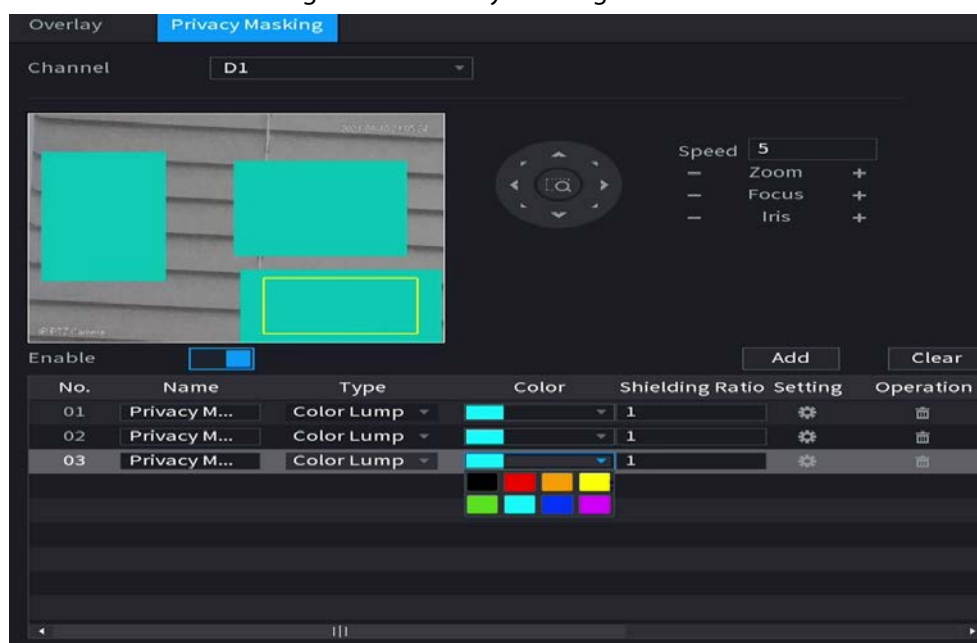 Overlay Privacy Masking
Channel D1
Speed 5
Zoom
Focus
Iris
IP PTZ Camera
Enable Add Clear
No. Name Type Color Shielding Ratio Setting Operation
01 Privacy M... Color Lump 1
02 Privacy M... Color Lump 1
03 Privacy M... Color Lump 1